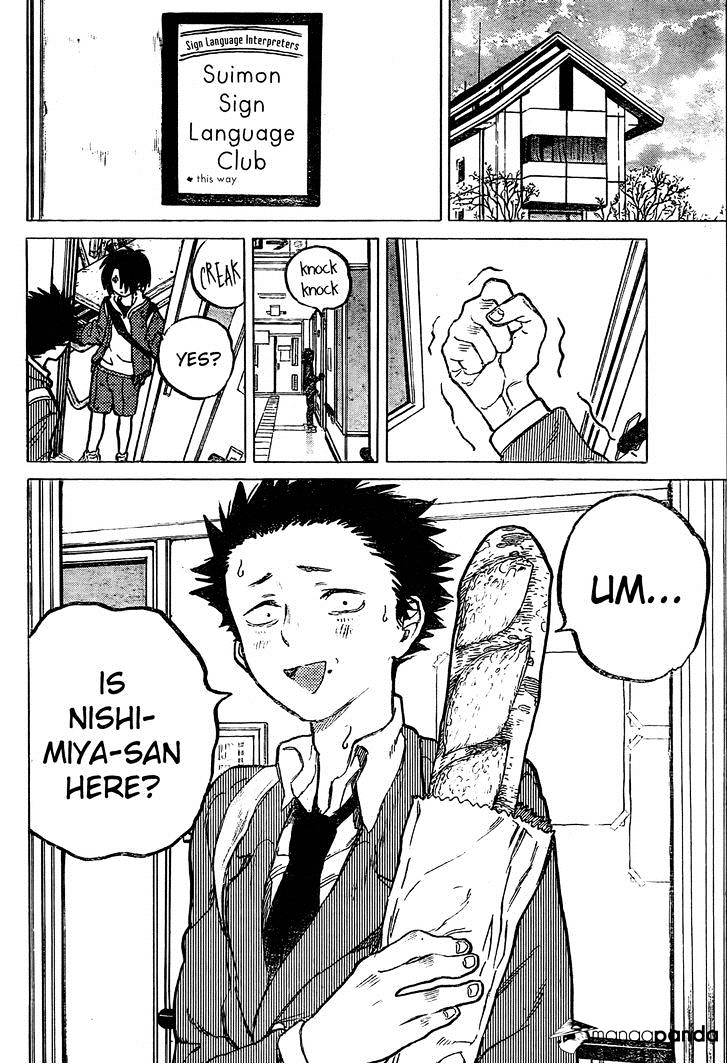 Sign Language Interpreters
Suimon
Sign
Language
Club
this way
knock
knock
CREAK
YES?
UM...
IS
NISHI-
MIYA-SAN
HERE?
mangapanda